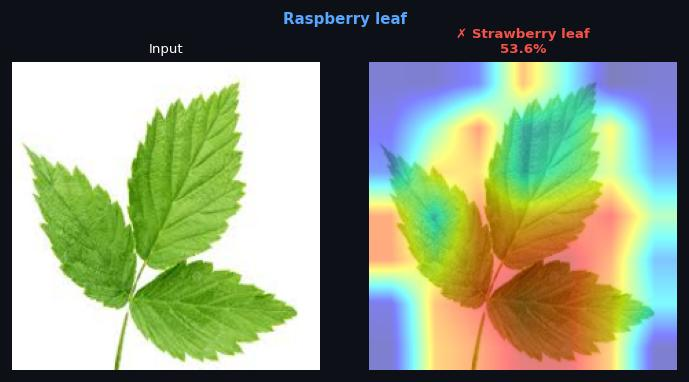 Raspberry leaf
Input
✗ Strawberry leaf
53.6%